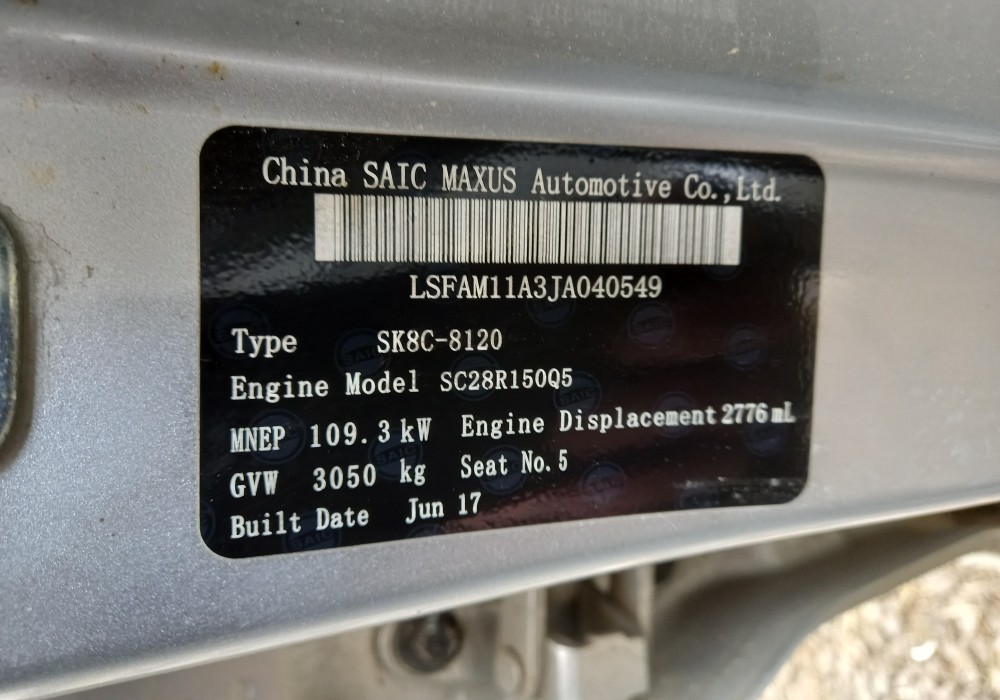 China SAIC MAXUS Automotive Co.,Ltd.
LSFAM11A3JA040549
Type SK8C-8120
Engine Model SC28R150Q5
MNEP 109.3 kW Engine Displacement 2776 mL
GVW 3050 kg Seat No. 5
Built Date Jun 17
SAIC